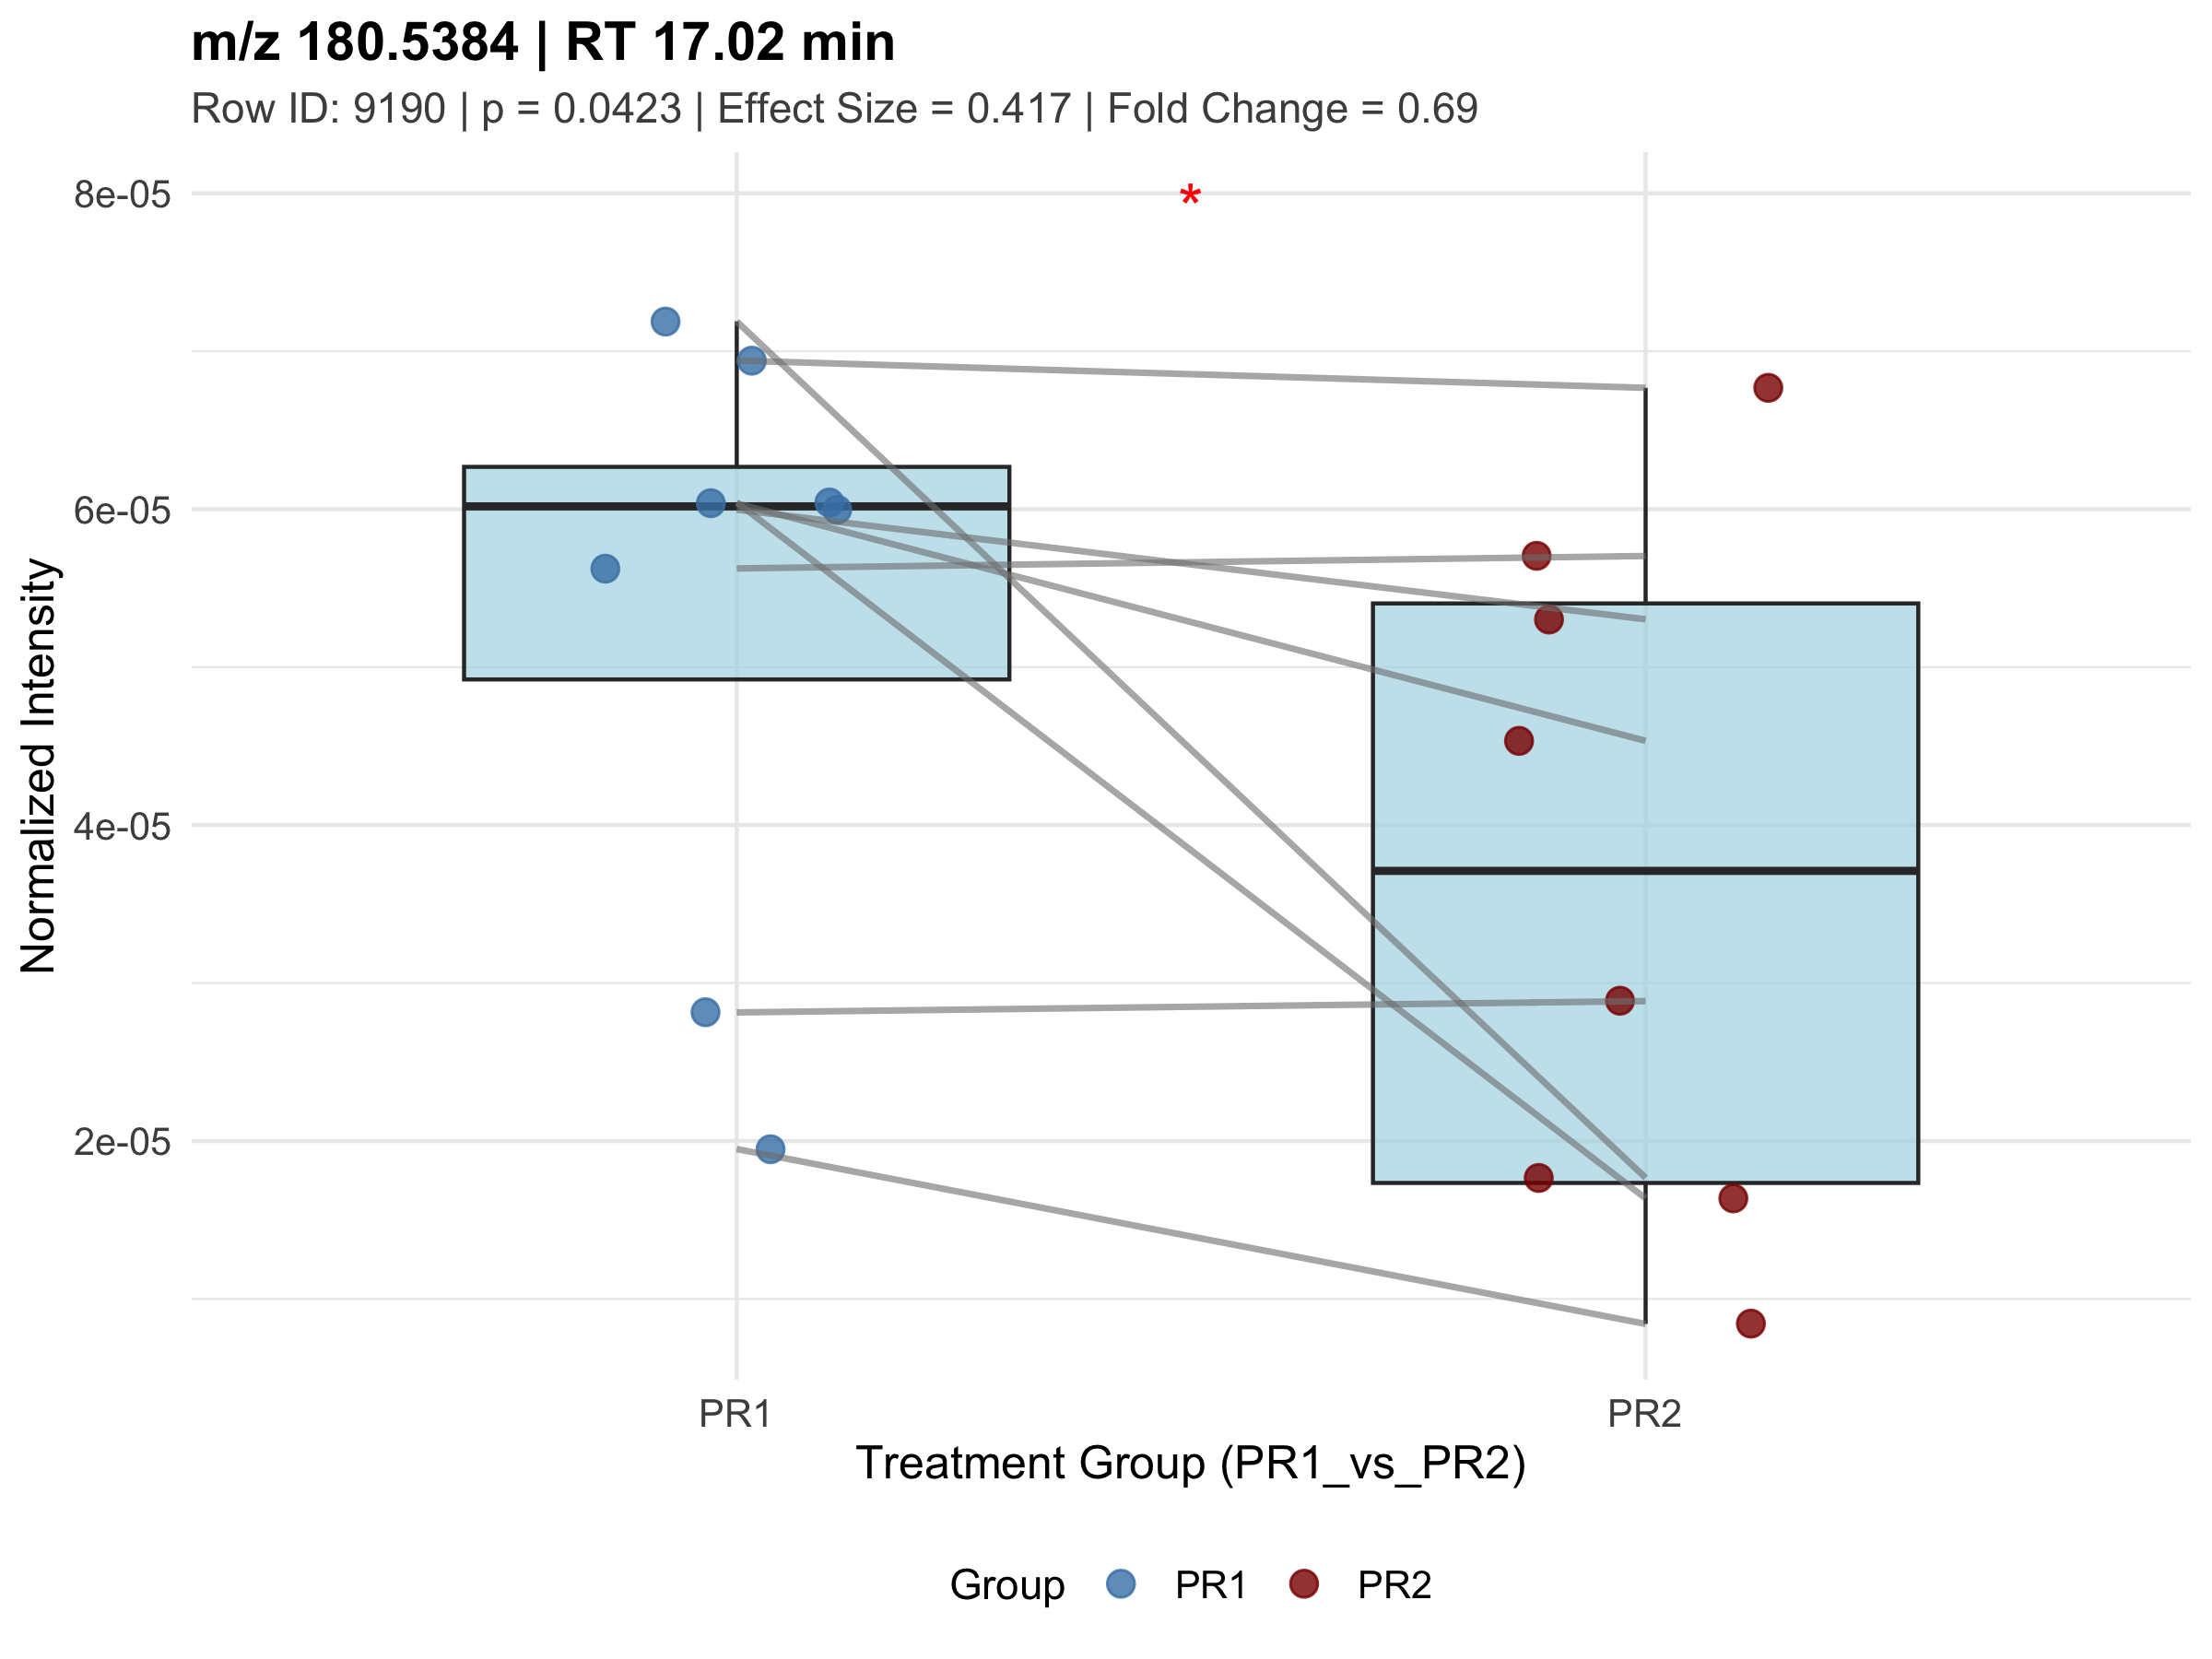 m/z 180.5384 | RT 17.02 min
Row ID: 9190 | p = 0.0423 | Effect Size = 0.417 | Fold Change = 0.69
*
8e-05
6e-05
4e-05
2e-05
Normalized Intensity
PR1
PR2
Treatment Group (PR1_vs_PR2)
Group
PR1
PR2